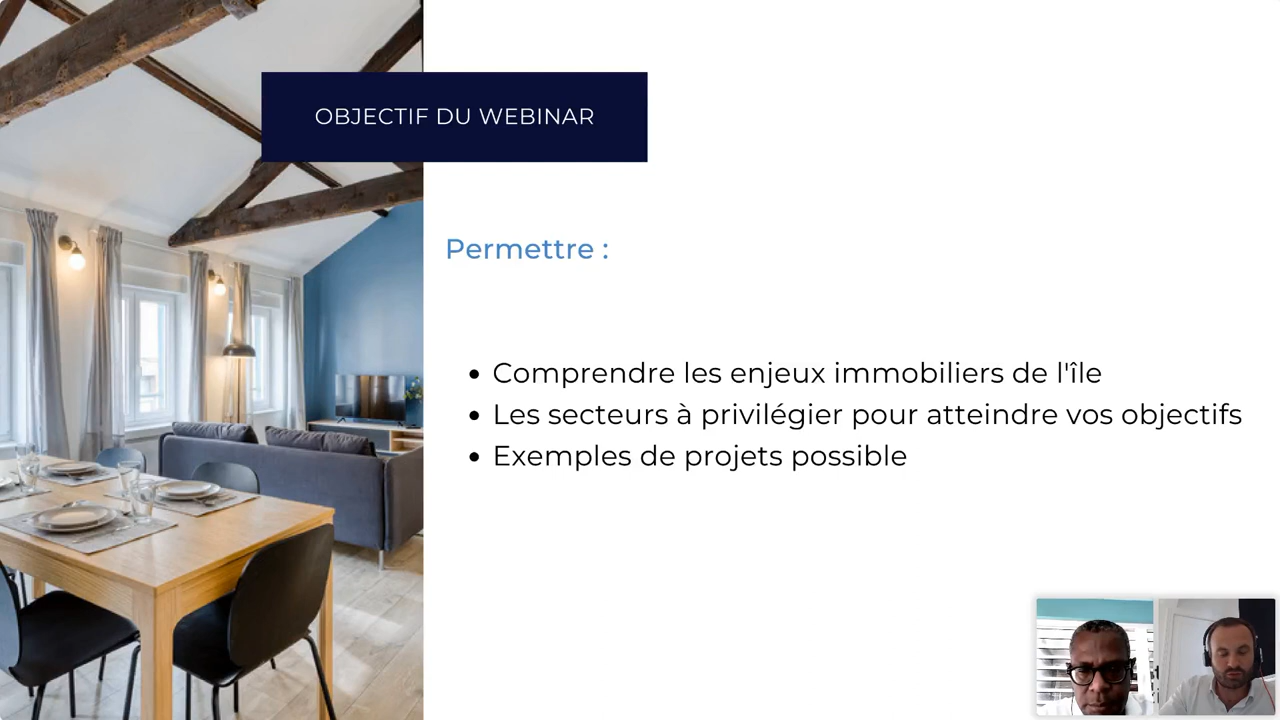 OBJECTIF DU WEBINAR
Permettre :
• Comprendre les enjeux immobiliers de l'île
• Les secteurs à privilégier pour atteindre vos objectifs
• Exemples de projets possible